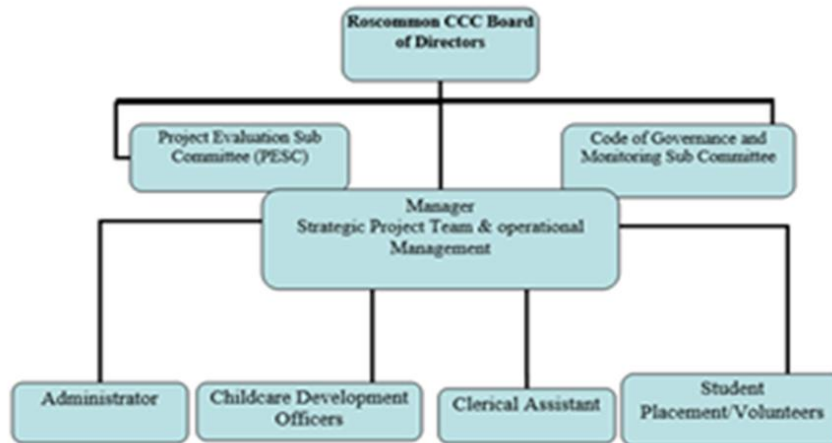 Roscommon CCC Board
of Directors
Project Evaluation Sub
Committee (PESC)
Code of Governance and
Monitoring Sub Committee
Manager
Strategic Project Team & operational
Management
Administrator
Childcare Development
Officers
Clerical Assistant
Student
Placement/Volunteers